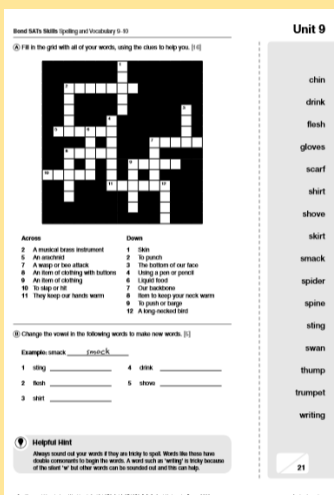 Bond SATs Skills Spelling and Vocabulary 9-10
Unit 9
A Fill in the grid with all of your words, using the clues to help you. [16]
chin
drink
flesh
gloves
scarf
shirt
shove
skirt
smack
spider
spine
sting
swan
thump
trumpet
writing
Across
2 A musical brass instrument
5 An arachnid
7 A wasp or bee attack
8 An item of clothing with buttons
9 An item of clothing
10 To slap or hit
11 They keep our hands warm
Down
1 Skin
2 To punch
3 The bottom of our face
4 Using a pen or pencil
6 Liquid food
7 Our backbone
8 Item to keep your neck warm
9 To push or barge
12 A long-necked bird
B Change the vowel in the following words to make new words. [5]
Example: smack smock
1 sting
2 flesh
3 shirt
4 drink
5 shove
Helpful Hint
Always sound out your words if they are tricky to spell. Words like these have
double consonants to begin the words. A word such as 'writing' is tricky because
of the silent 'w' but other words can be sounded out and this can help.
21